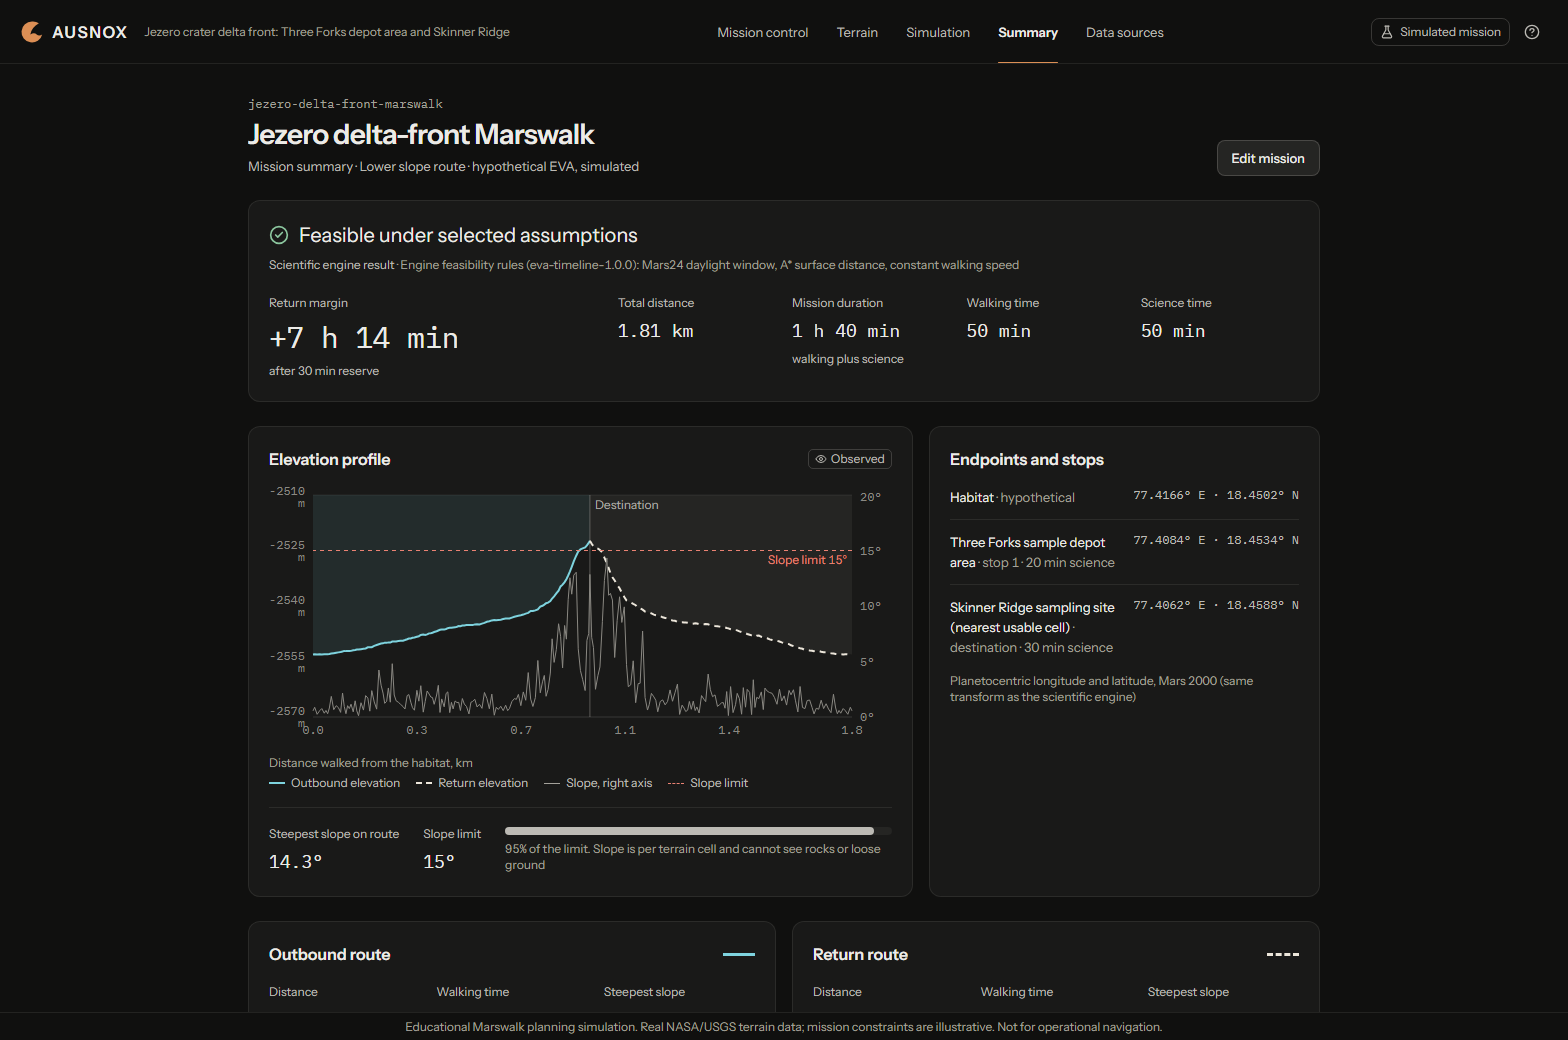 AUSNOX
Jezero crater delta front: Three Forks depot area and Skinner Ridge
Mission control
Terrain
Simulation
Summary
Data sources
Simulated mission
jezero-delta-front-marswalk
Jezero delta-front Marswalk
Mission summary · Lower slope route · hypothetical EVA, simulated
Edit mission
Feasible under selected assumptions
Scientific engine result · Engine feasibility rules (eva-timeline-1.0.0): Mars24 daylight window, A* surface distance, constant walking speed
Return margin
+7 h 14 min
after 30 min reserve
Total distance
1.81 km
Mission duration
1 h 40 min
walking plus science
Walking time
50 min
Science time
50 min
Elevation profile
Observed
-2510
m
-2525
m
-2540
m
-2555
m
-2570
m
Destination
Slope limit 15°
20°
15°
10°
5°
0°
0.0
0.3
0.7
1.1
1.4
1.8
Distance walked from the habitat, km
Outbound elevation
Return elevation
Slope, right axis
Slope limit
Steepest slope on route
14.3°
Slope limit
15°
95% of the limit. Slope is per terrain cell and cannot see rocks or loose
ground
Endpoints and stops
Habitat · hypothetical
77.4166° E · 18.4502° N
Three Forks sample depot
area · stop 1 · 20 min science
77.4084° E · 18.4534° N
Skinner Ridge sampling site
(nearest usable cell) ·
destination · 30 min science
77.4062° E · 18.4588° N
Planetocentric longitude and latitude, Mars 2000 (same
transform as the scientific engine)
Outbound route
Distance
Walking time
Steepest slope
Return route
Distance
Walking time
Steepest slope
Educational Marswalk planning simulation. Real NASA/USGS terrain data; mission constraints are illustrative. Not for operational navigation.